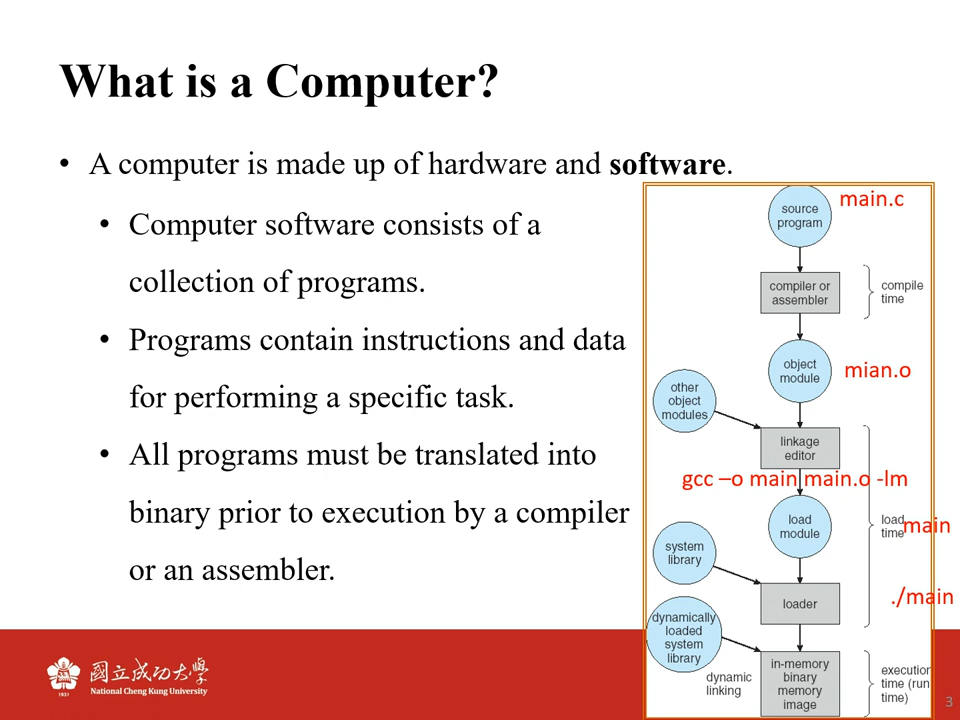 What is a Computer?
• A computer is made up of hardware and software.
• Computer software consists of a
collection of programs.
• Programs contain instructions and data
for performing a specific task.
• All programs must be translated into
binary prior to execution by a compiler
or an assembler.
source
program
main.c
compiler or
assembler
compile
time
object
module
mian.o
other
object
modules
linkage
editor
gcc –o main main.o -lm
load
module
load
time
main
system
library
loader
./main
dynamically
loaded
system
library
dynamic
linking
in-memory
binary
memory
image
execution
time (run
time)
國立成功大學
National Cheng Kung University
1931
3